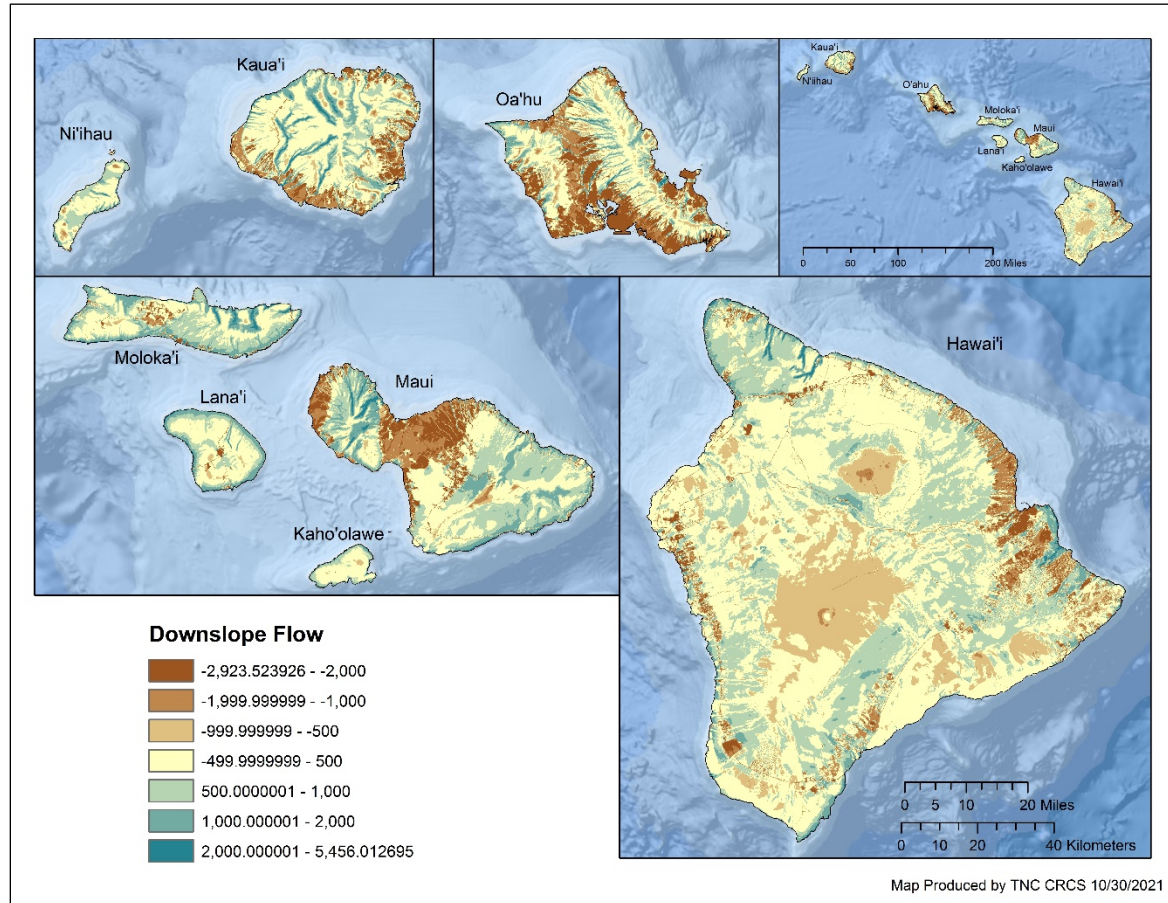 Kaua'i
Ni'ihau
Oa'hu
Kaua'i
N'iihau
O'ahu
Moloka'i
Maui
Lana'i
Kaho'olawe
Hawai'i
0 50 100 200 Miles
Moloka'i
Lana'i
Maui
Kaho'olawe
Hawai'i
Downslope Flow
-2,923.523926 - -2,000
-1,999.999999 - -1,000
-999.999999 - -500
-499.9999999 - 500
500.0000001 - 1,000
1,000.000001 - 2,000
2,000.000001 - 5,456.012695
0 5 10 20 Miles
0 10 20 40 Kilometers
Map Produced by TNC CRCS 10/30/2021